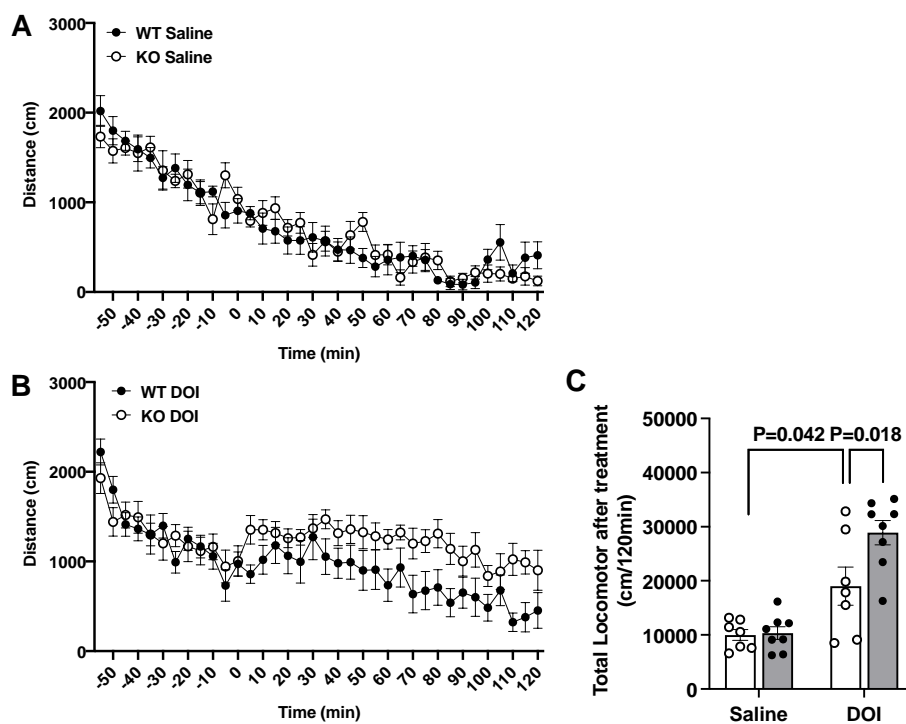 A
3000
2000
1000
0
Distance (cm)
WT Saline
KO Saline
-50 -40 -30 -20 -10 0 10 20 30 40 50 60 70 80 90 100 110 120
Time (min)
B
3000
2000
1000
0
Distance (cm)
WT DOI
KO DOI
-50 -40 -30 -20 -10 0 10 20 30 40 50 60 70 80 90 100 110 120
Time (min)
C
Total Locomotor after treatment
(cm/120min)
50000
40000
30000
20000
10000
0
P=0.042 P=0.018
Saline DOI